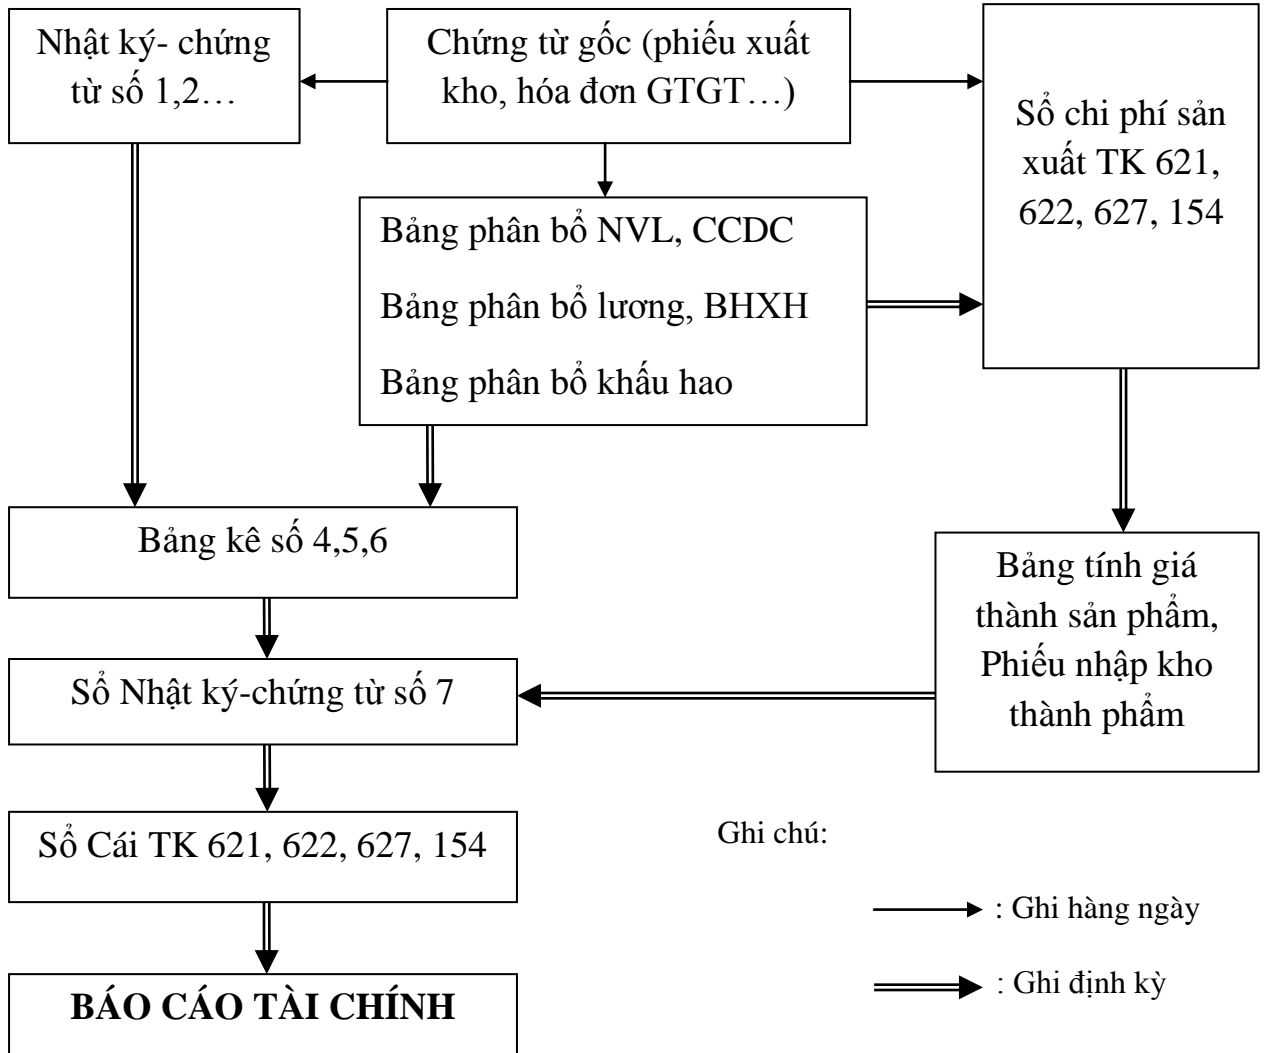 Nhật ký- chứng
từ số 1,2…
Chứng từ gốc (phiếu xuất
kho, hóa đơn GTGT…)
Sổ chi phí sản
xuất TK 621,
622, 627, 154
Bảng phân bổ NVL, CCDC
Bảng phân bổ lương, BHXH
Bảng phân bổ khấu hao
Bảng kê số 4,5,6
Bảng tính giá
thành sản phẩm,
Phiếu nhập kho
thành phẩm
Sổ Nhật ký-chứng từ số 7
Sổ Cái TK 621, 622, 627, 154
BÁO CÁO TÀI CHÍNH
Ghi chú:
: Ghi hàng ngày
: Ghi định kỳ